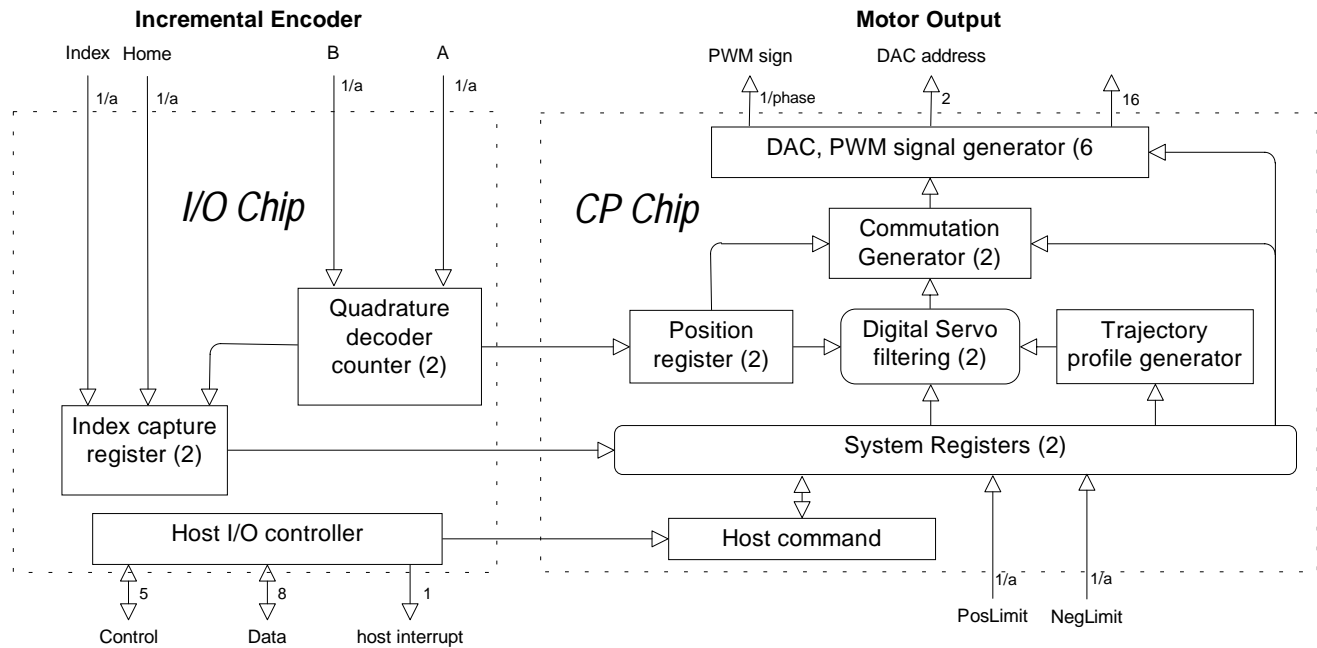 Incremental Encoder
Motor Output
Index
Home
B
A
PWM sign
DAC address
1/a
1/a
1/a
1/a
1/phase
2
16
DAC, PWM signal generator (6
I/O Chip
CP Chip
Commutation
Generator (2)
Quadrature
decoder
counter (2)
Position
register (2)
Digital Servo
filtering (2)
Trajectory
profile generator
Index capture
register (2)
System Registers (2)
Host I/O controller
Host command
5
8
1
1/a
1/a
Control
Data
host interrupt
PosLimit
NegLimit